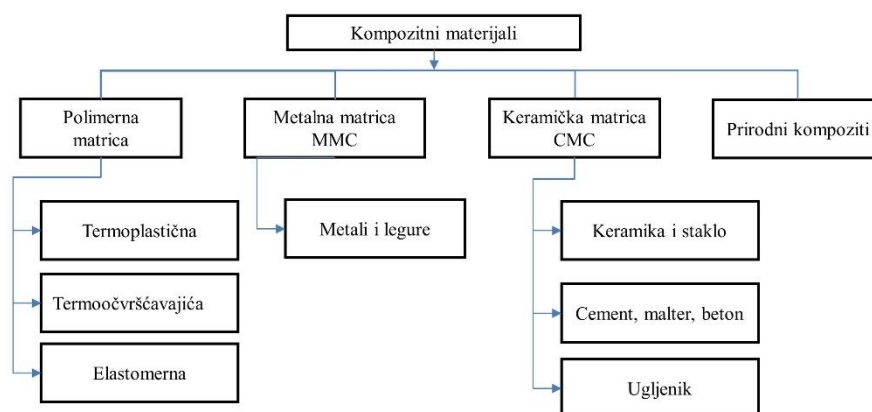 Kompozitni materijali
Polimerna
matrica
Metalna matrica
MMC
Keramička matrica
CMC
Prirodni kompoziti
Termoplastična
Termoočvršćavajića
Elastomerna
Metali i legure
Keramika i staklo
Cement, malter, beton
Ugljenik